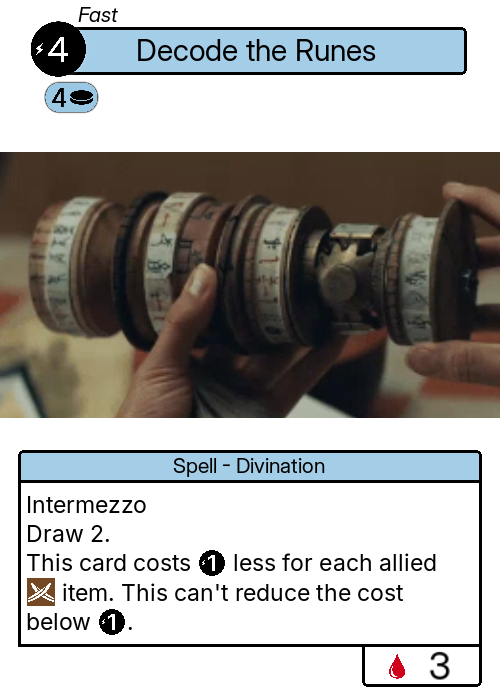 Fast
4
Decode the Runes
4
Spell - Divination
Intermezzo
Draw 2.
This card costs 1 less for each allied
item. This can't reduce the cost
below 1.
3